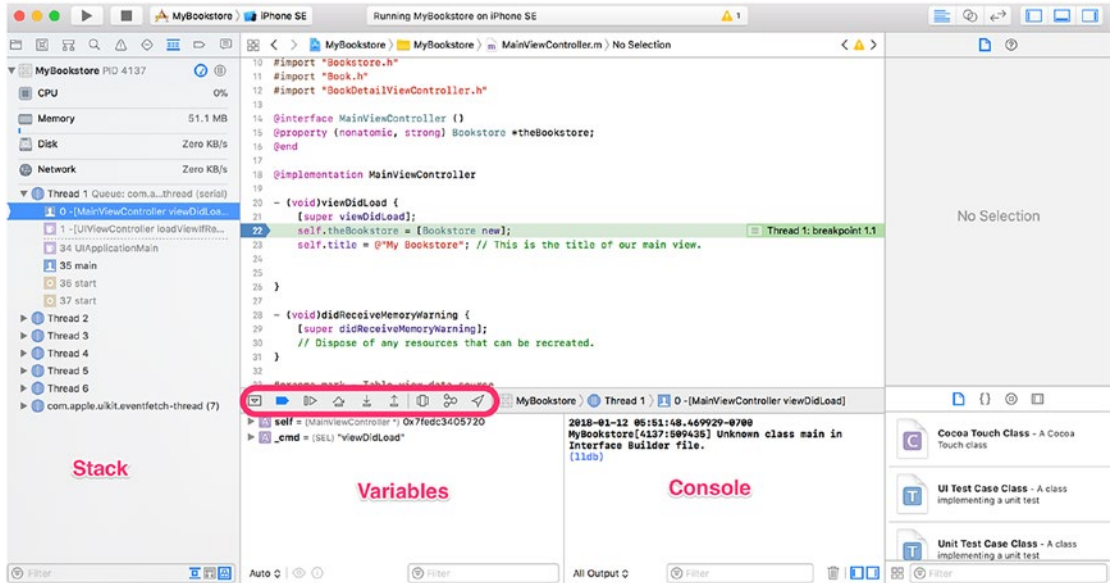 MyBookstore iPhone SE
Running MyBookstore on iPhone SE
1
MyBookstore MyBookstore MainViewController.m No Selection
MyBookstore PID 4137
CPU 0%
Memory 51.1 MB
Disk Zero KB/s
Network Zero KB/s
Thread 1 Queue: com.a...thread (serial)
0 -[MainViewController viewDidLoa...
1 -[UIViewController loadViewIfRe...
34 UIApplicationMain
35 main
36 start
37 start
Thread 2
Thread 3
Thread 4
Thread 5
Thread 6
com.apple.uikit.eventfetch-thread (7)
Stack
Filter
10 #import "Bookstore.h"
11 #import "Book.h"
12 #import "BookDetailViewController.h"
13
14 @interface MainViewController ()
15 @property (nonatomic, strong) Bookstore *theBookstore;
16 @end
17
18 @implementation MainViewController
19
20 - (void)viewDidLoad {
21 [super viewDidLoad];
22 self.theBookstore = [Bookstore new]; Thread 1: breakpoint 1.1
23 self.title = @"My Bookstore"; // This is the title of our main view.
24
25
26 }
27
28 - (void)didReceiveMemoryWarning {
29 [super didReceiveMemoryWarning];
30 // Dispose of any resources that can be recreated.
31 }
32
33 #pragma mark - Table view data source
MyBookstore Thread 1 0 -[MainViewController viewDidLoad]
self = (MainViewController *) 0x7fedc3405720
_cmd = (SEL) "viewDidLoad"
Variables
Auto
Filter
2018-01-12 05:51:48.469929-0700
MyBookstore[4137:509435] Unknown class main in
Interface Builder file.
(lldb)
Console
All Output
Filter
No Selection
{}
C
Cocoa Touch Class - A Cocoa
Touch class
T
UI Test Case Class - A class
implementing a unit test
T
Unit Test Case Class - A class
implementing a unit test
Filter